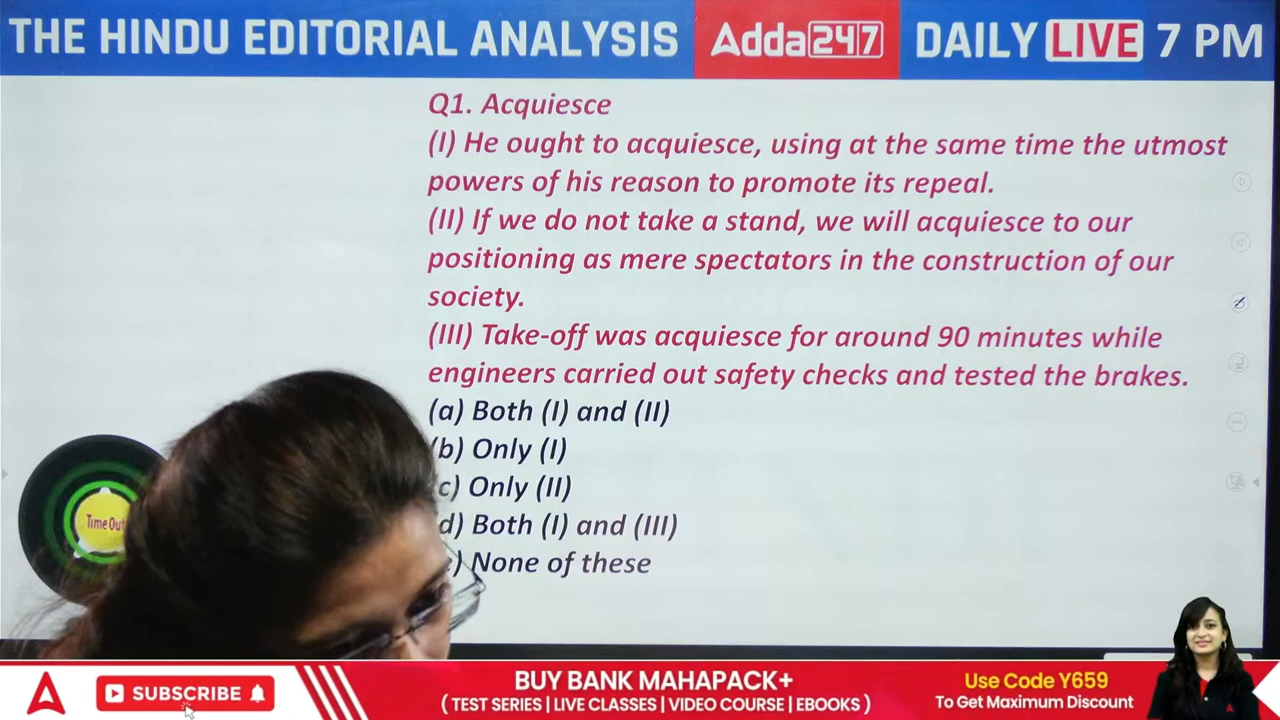 THE HINDU EDITORIAL ANALYSIS Adda247 DAILY LIVE 7 PM
Q1. Acquiesce
(I) He ought to acquiesce, using at the same time the utmost
powers of his reason to promote its repeal.
(II) If we do not take a stand, we will acquiesce to our
positioning as mere spectators in the construction of our
society.
(III) Take-off was acquiesce for around 90 minutes while
engineers carried out safety checks and tested the brakes.
(a) Both (I) and (II)
(b) Only (I)
(c) Only (II)
d) Both (I) and (III)
) None of these
Time Out
SUBSCRIBE
BUY BANK MAHAPACK+
( TEST SERIES | LIVE CLASSES | VIDEO COURSE | EBOOKS )
Use Code Y659
To Get Maximum Discount